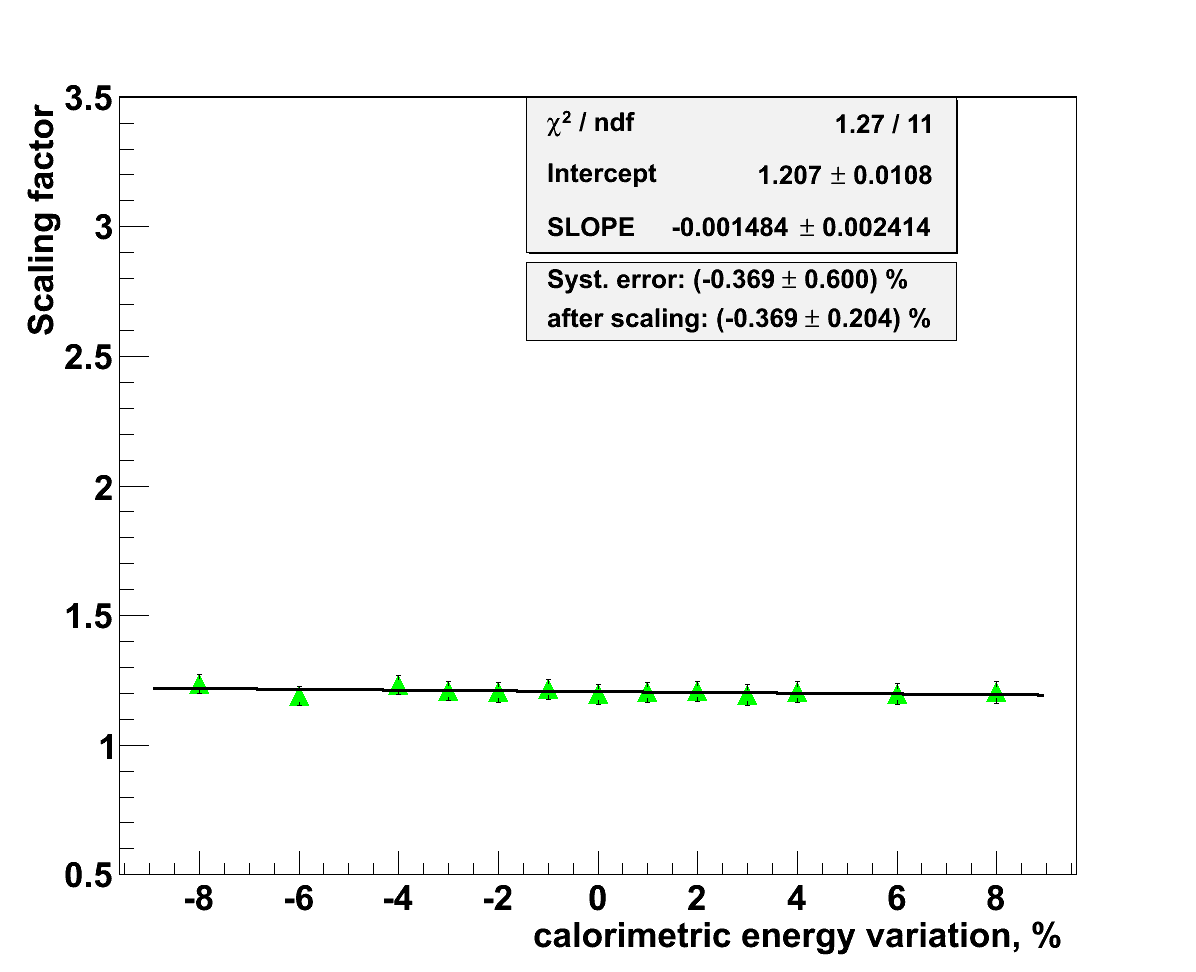 3.5
3
2.5
2
1.5
1
0.5
Scaling factor
χ² / ndf 1.27 / 11
Intercept 1.207 ± 0.0108
SLOPE -0.001484 ± 0.002414
Syst. error: (-0.369 ± 0.600) %
after scaling: (-0.369 ± 0.204) %
-8 -6 -4 -2 0 2 4 6 8
calorimetric energy variation, %